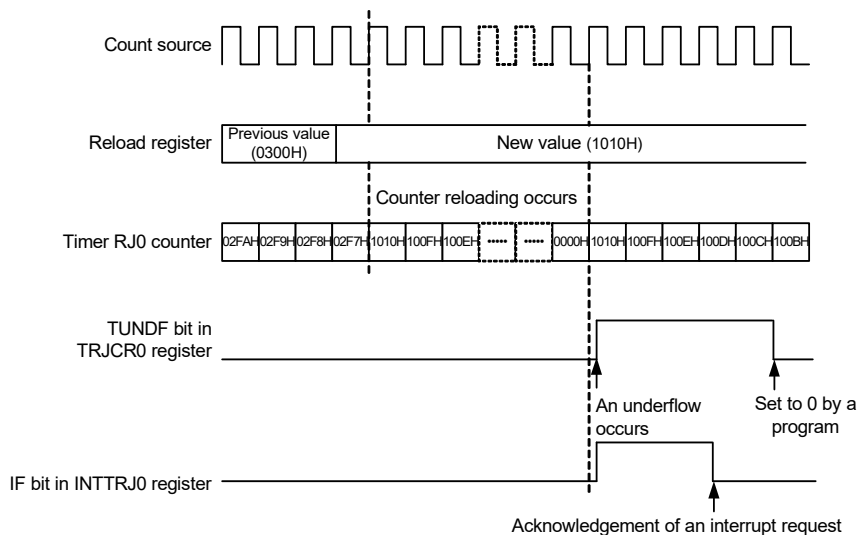 Count source
Reload register
Previous value
(0300H)
New value (1010H)
Counter reloading occurs
Timer RJ0 counter
02FAH 02F9H 02F8H 02F7H 1010H 100FH 100EH ..... ..... 0000H 1010H 100FH 100EH 100DH 100CH 100BH
TUNDF bit in
TRJCR0 register
An underflow
occurs
Set to 0 by a
program
IF bit in INTTRJ0 register
Acknowledgement of an interrupt request